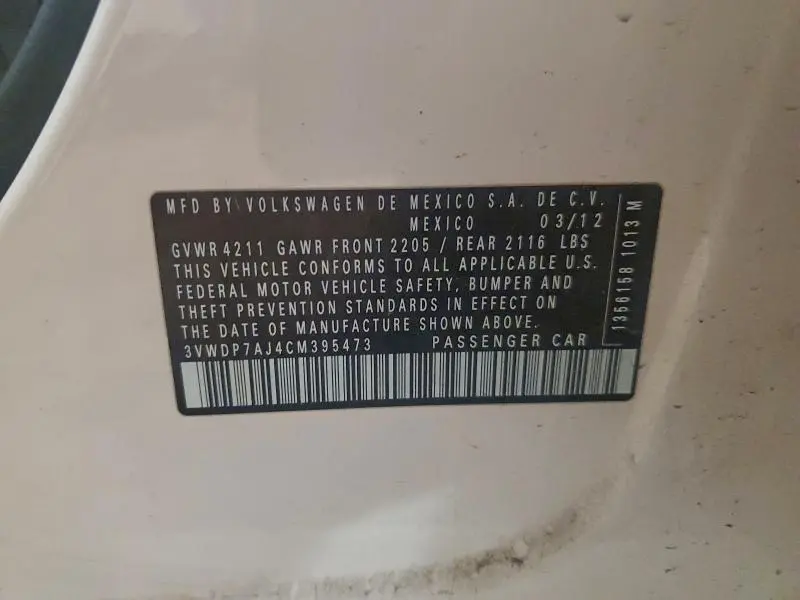 MFD BY VOLKSWAGEN DE MEXICO S.A. DE C.V.
MEXICO 03/12
GVWR 4211 GAWR FRONT 2205 / REAR 2116 LBS
THIS VEHICLE CONFORMS TO ALL APPLICABLE U.S.
FEDERAL MOTOR VEHICLE SAFETY, BUMPER AND
THEFT PREVENTION STANDARDS IN EFFECT ON
THE DATE OF MANUFACTURE SHOWN ABOVE.
3VWDP7AJ4CM395473 PASSENGER CAR
1356158 1013 M